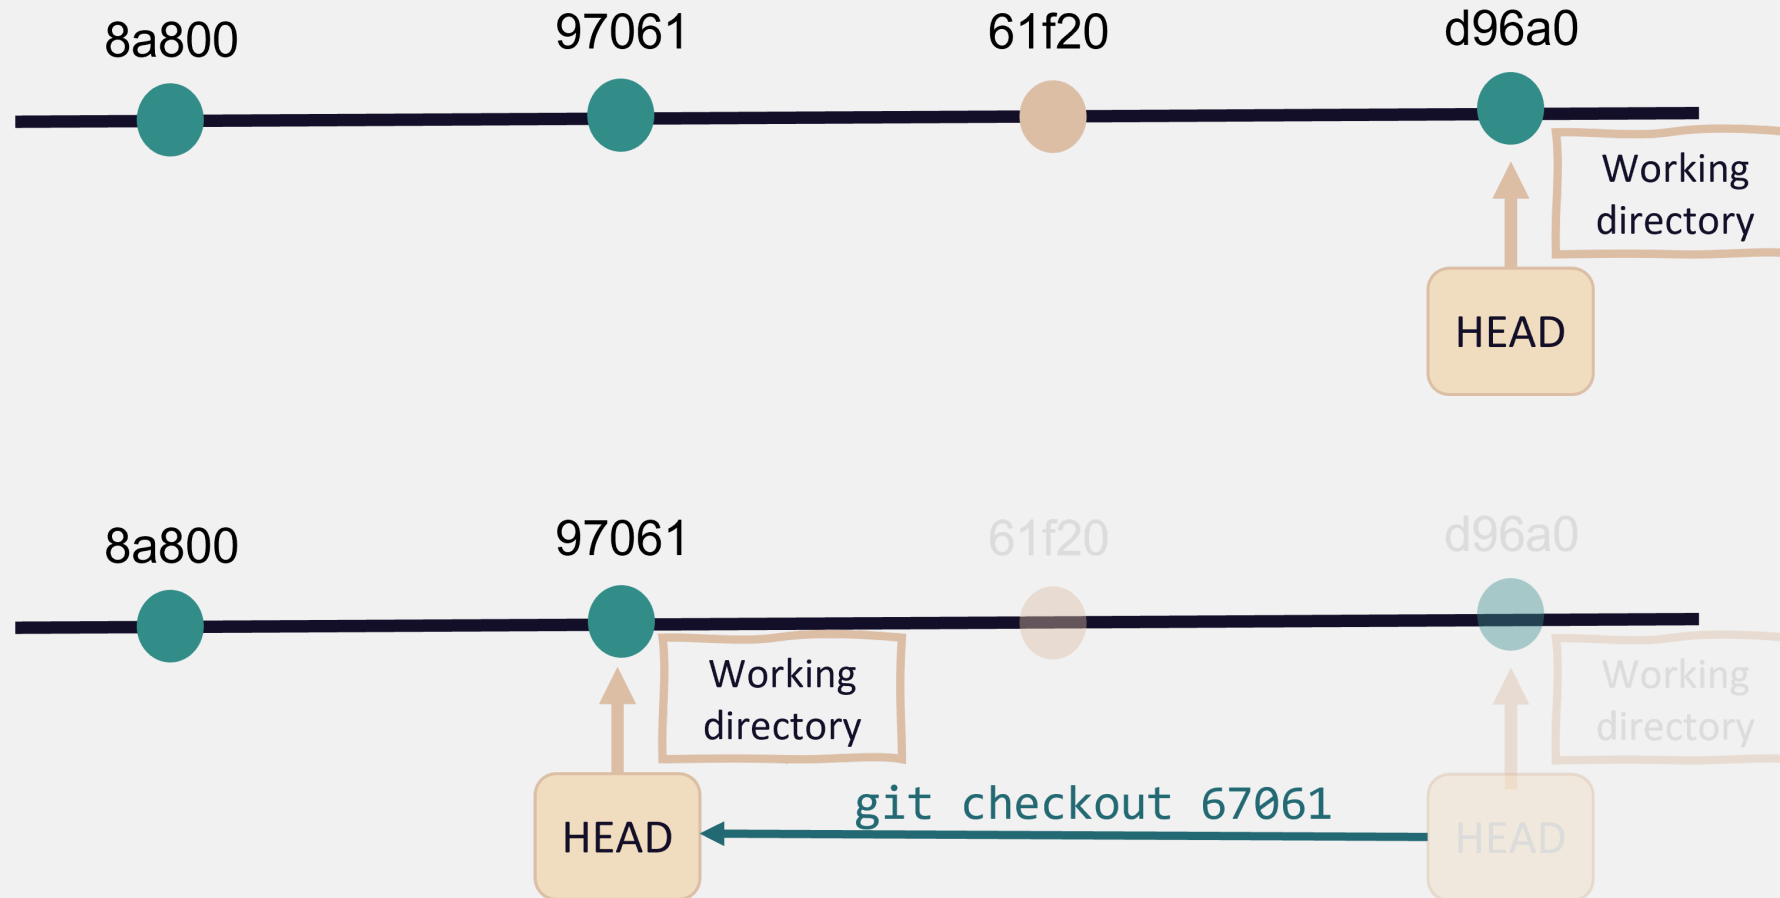 8a800
97061
61f20
d96a0
Working
directory
HEAD
8a800
97061
61f20
d96a0
Working
directory
Working
directory
git checkout 67061
HEAD
HEAD